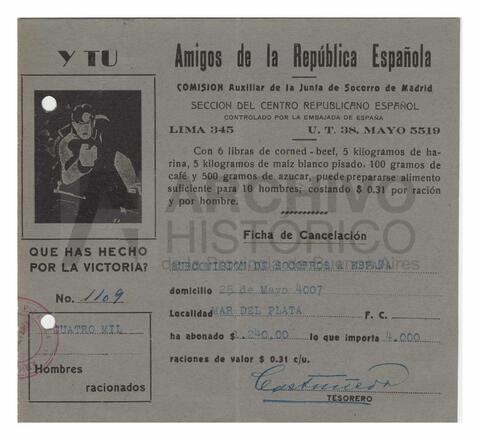 Y TU
QUE HAS HECHO
POR LA VICTORIA?
No. 1109
CUATRO MIL
Hombres
racionados
Amigos de la República Española
COMISION Auxiliar de la Junta de Socorro de Madrid
SECCION DEL CENTRO REPUBLICANO ESPAÑOL
CONTROLADO POR LA EMBAJADA DE ESPAÑA
LIMA 345 U. T. 38, MAYO 5519
Con 6 libras de corned-beef, 5 kilogramos de ha-
rina, 5 kilogramos de maíz blanco pisado, 100 gramos
de café y 500 gramos de azucar, puede prepararse alimento
suficiente para 10 hombres; costando $ 0.31 por ración
y por hombre.
Ficha de Cancelación
SUBCOMISION DE SOCORROS A ESPAÑA
domicilio 25 de Mayo 4007
Localidad MAR DEL PLATA F. C.
ha abonado $ 1.240,00 lo que importa 4.000
raciones de valor $ 0.31 c/u.
Castañeda
TESORERO
ARCHIVO
HISTÓRICO